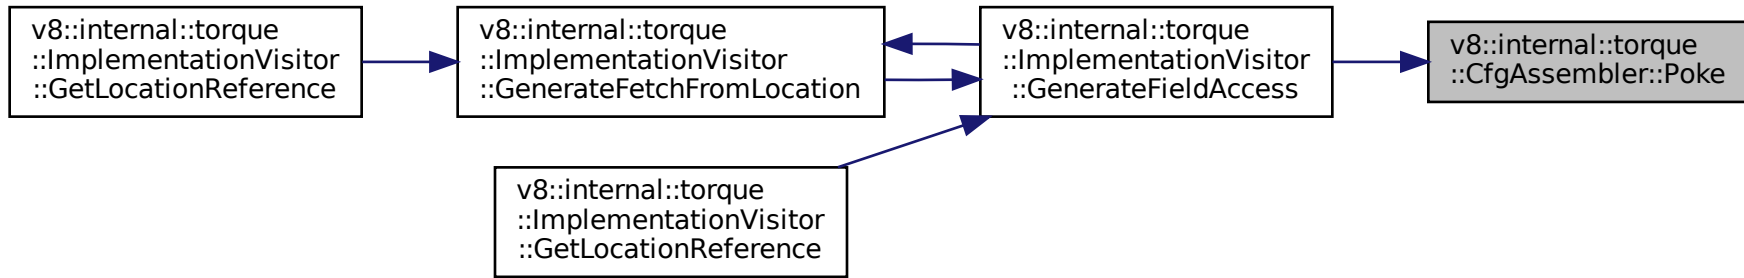 v8::internal::torque
::ImplementationVisitor
::GetLocationReference
v8::internal::torque
::ImplementationVisitor
::GenerateFetchFromLocation
v8::internal::torque
::ImplementationVisitor
::GenerateFieldAccess
v8::internal::torque
::CfgAssembler::Poke
v8::internal::torque
::ImplementationVisitor
::GetLocationReference